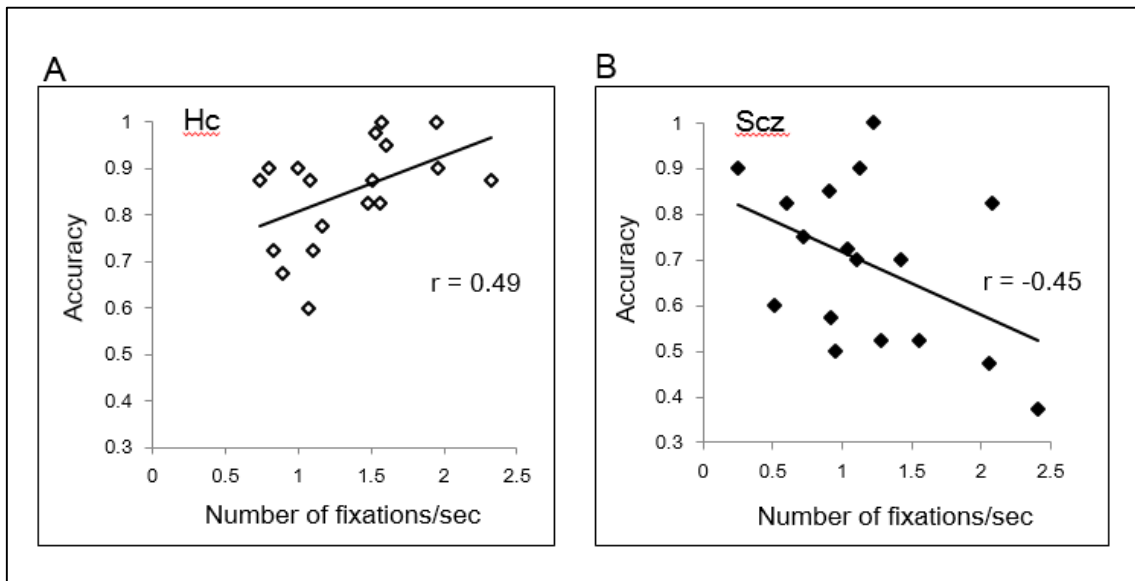 A
Hc
1
0.9
0.8
0.7
0.6
0.5
0.4
0.3
Accuracy
r = 0.49
0 0.5 1 1.5 2 2.5
Number of fixations/sec
B
Scz
1
0.9
0.8
0.7
0.6
0.5
0.4
0.3
Accuracy
r = -0.45
0 0.5 1 1.5 2 2.5
Number of fixations/sec